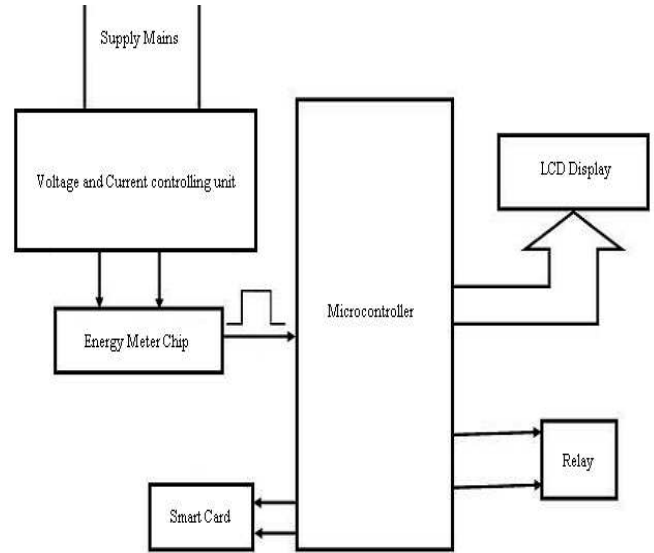 Supply Mains
Voltage and Current controlling unit
LCD Display
Microcontroller
Energy Meter Chip
Relay
Smart Card